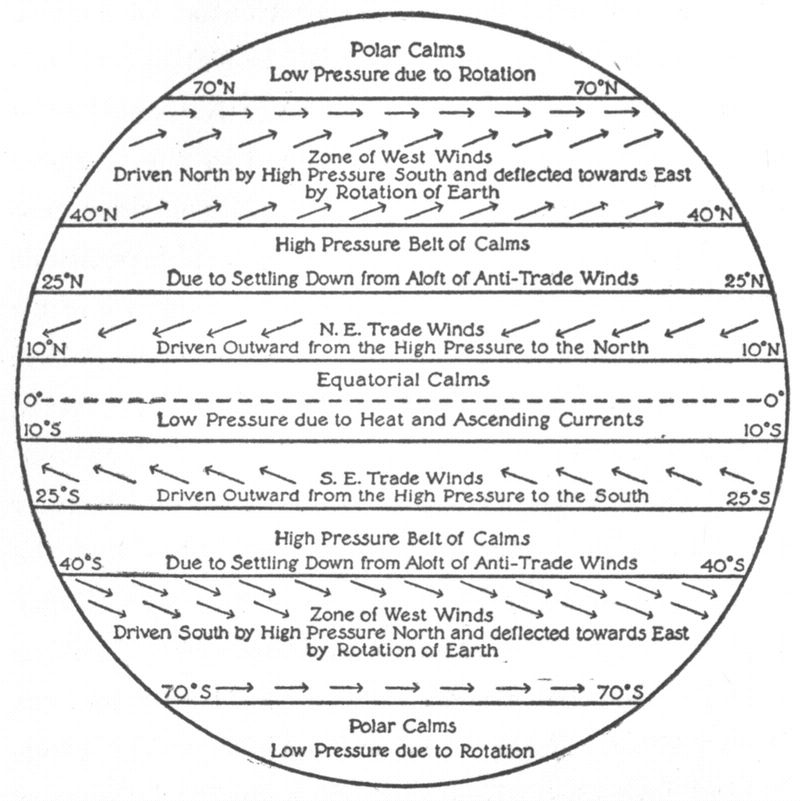 Polar Calms
Low Pressure due to Rotation
70°N 70°N
Zone of West Winds
Driven North by High Pressure South and deflected towards East
by Rotation of Earth
40°N 40°N
High Pressure Belt of Calms
Due to Settling Down from Aloft of Anti-Trade Winds
25°N 25°N
N. E. Trade Winds
10°N Driven Outward from the High Pressure to the North 10°N
Equatorial Calms
0° 0°
Low Pressure due to Heat and Ascending Currents
10°S 10°S
S. E. Trade Winds
25°S Driven Outward from the High Pressure to the South 25°S
High Pressure Belt of Calms
40°S Due to Settling Down from Aloft of Anti-Trade Winds 40°S
Zone of West Winds
Driven South by High Pressure North and deflected towards East
by Rotation of Earth
70°S 70°S
Polar Calms
Low Pressure due to Rotation